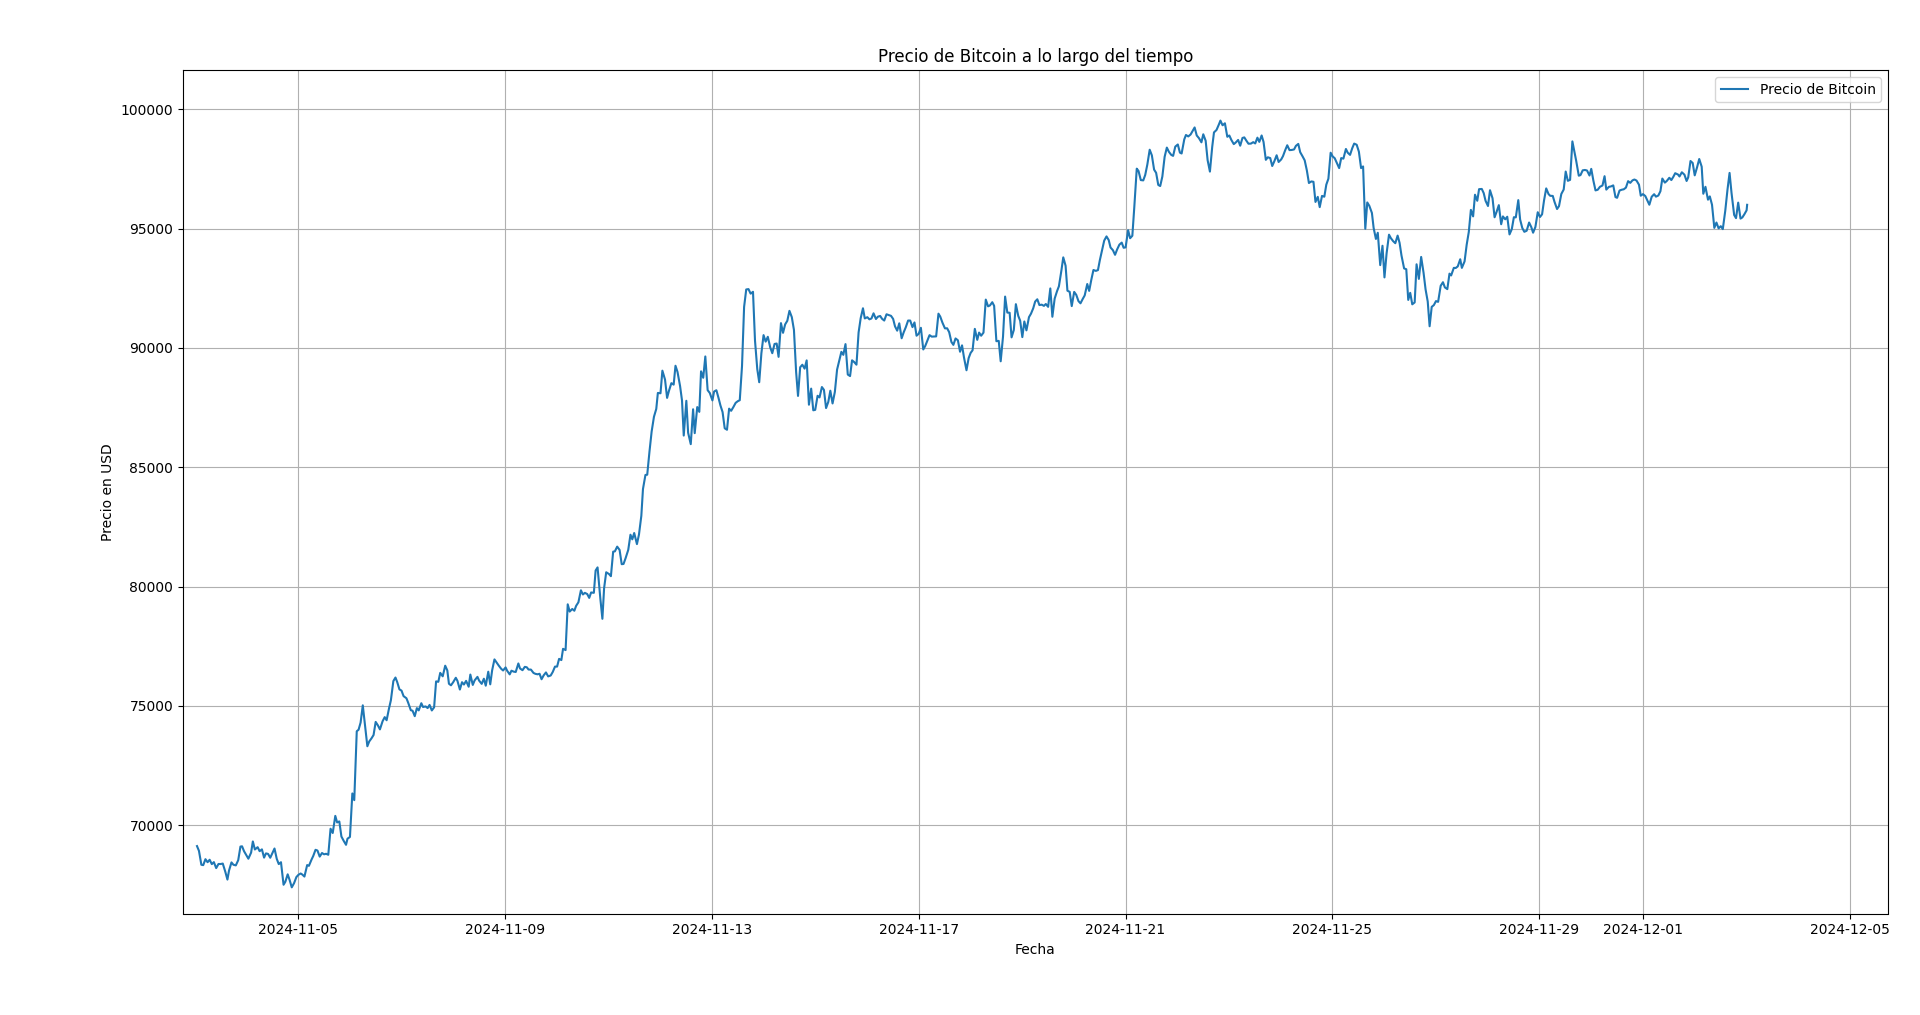 Precio de Bitcoin a lo largo del tiempo
Precio de Bitcoin
100000
95000
90000
85000
80000
75000
70000
Precio en USD
2024-11-05 2024-11-09 2024-11-13 2024-11-17 2024-11-21 2024-11-25 2024-11-29 2024-12-01 2024-12-05
Fecha